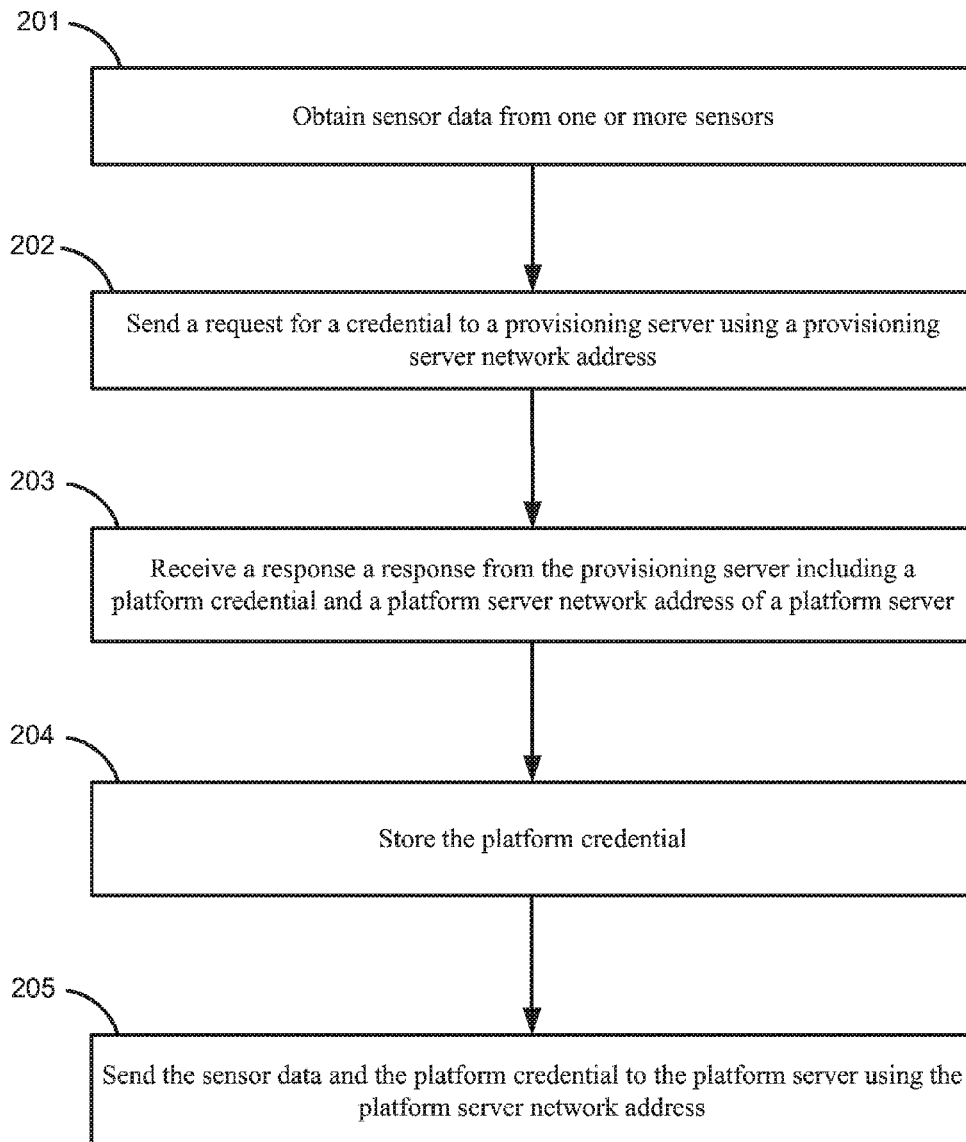 201
Obtain sensor data from one or more sensors
202
Send a request for a credential to a provisioning server using a provisioning
server network address
203
Receive a response a response from the provisioning server including a
platform credential and a platform server network address of a platform server
204
Store the platform credential
205
Send the sensor data and the platform credential to the platform server using the
platform server network address